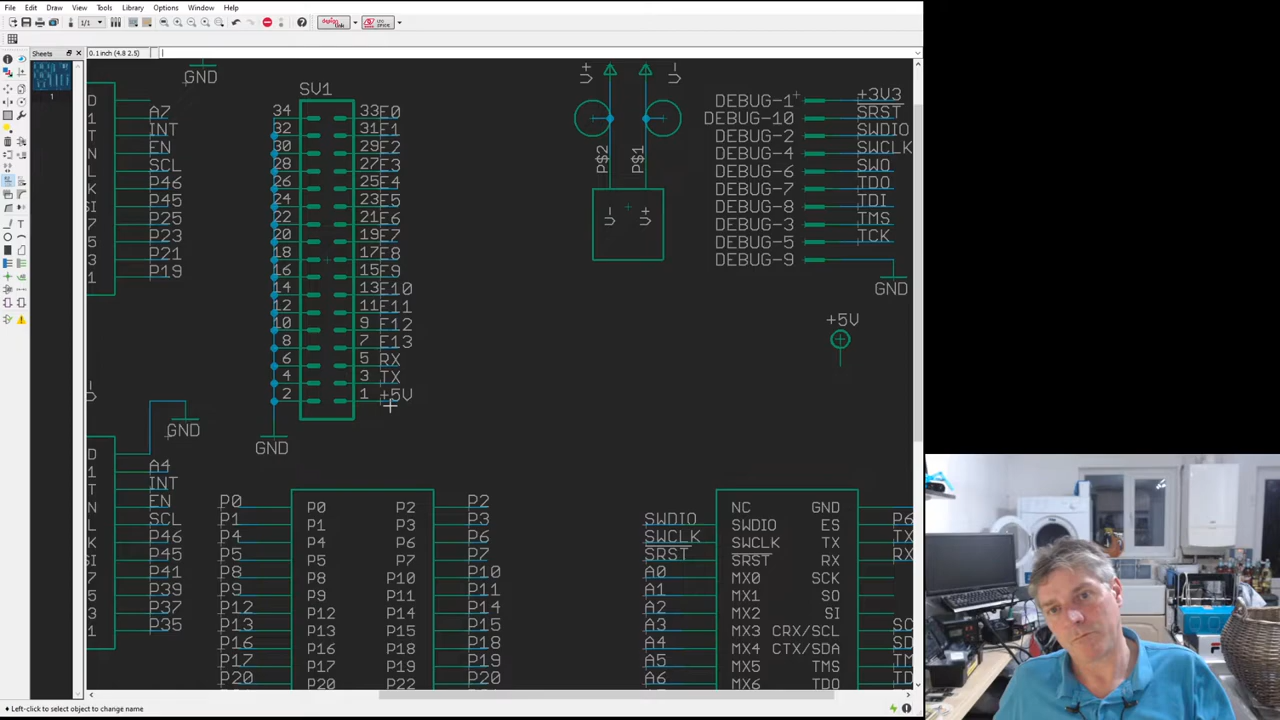 File Edit Draw View Tools Library Options Window Help
1/1
design link
Sheets
0.1 inch (4.8 2.5)
1
GND
A7
INT
EN
SCL
P46
P45
P25
P23
P21
P19
GND
A4
INT
EN
SCL
P46
P45
P41
P39
P37
P35
SV1
34 33 E0
32 31 E1
30 29 E2
28 27 E3
26 25 E4
24 23 E5
22 21 E6
20 19 E7
18 17 E8
16 15 E9
14 13 E10
12 11 E11
10 9 E12
8 7 E13
6 5 RX
4 3 TX
2 1 +5V
GND
V+ V-
P$2 P$1
V- V+
DEBUG-1 +3V3
DEBUG-10 SRST
DEBUG-2 SWDIO
DEBUG-4 SWCLK
DEBUG-6 SWO
DEBUG-7 TDO
DEBUG-8 TDI
DEBUG-3 TMS
DEBUG-5 TCK
DEBUG-9
GND
+5V
P0 P0 P2 P2
P1 P1 P3 P3
P4 P4 P6 P6
P5 P5 P7 P7
P8 P8 P10 P10
P9 P9 P11 P11
P12 P12 P14 P14
P13 P13 P15 P15
P16 P16 P18 P18
P17 P17 P19 P19
P20 P20 P22 P20
NC GND
SWDIO SWDIO ES
SWCLK SWCLK TX
SRST SRST RX
A0 MX0 SCK
A1 MX1 SO
A2 MX2 SI
A3 MX3 CRX/SCL
A4 MX4 CTX/SDA
A5 MX5 TMS
A6 MX6 TDO
Left-click to select object to change name